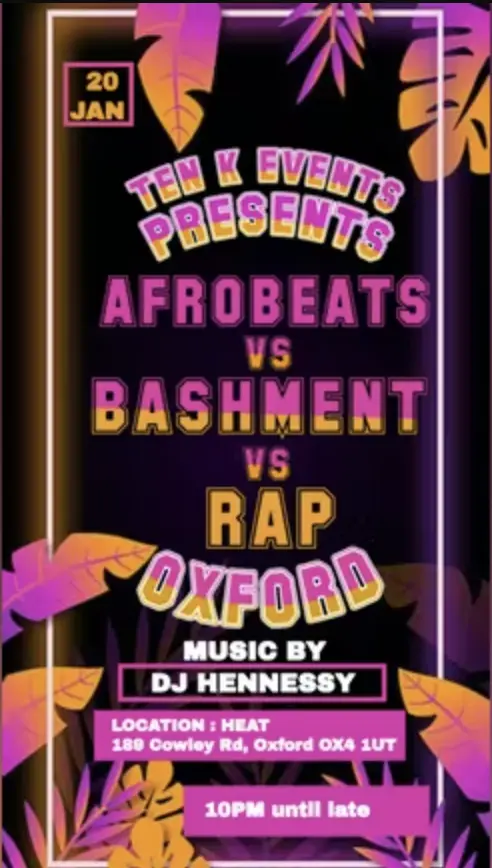 20
JAN
TEN K EVENTS
PRESENTS
AFROBEATS
VS
BASHMENT
VS
RAP
OXFORD
MUSIC BY
DJ HENNESSY
LOCATION : HEAT
189 Cowley Rd, Oxford OX4 1UT
10PM until late